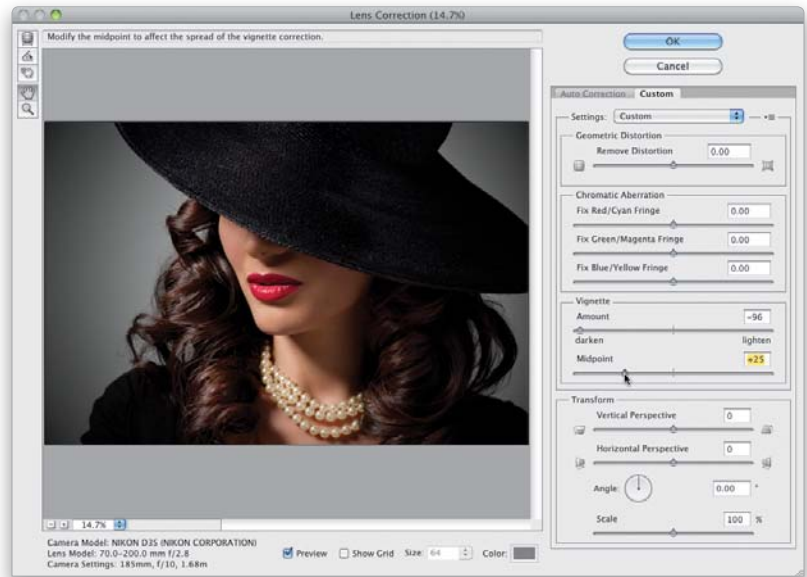 Lens Correction (14.7%)
Modify the midpoint to affect the spread of the vignette correction.
OK
Cancel
Auto Correction Custom
Settings: Custom
Geometric Distortion
Remove Distortion 0.00
Chromatic Aberration
Fix Red/Cyan Fringe 0.00
Fix Green/Magenta Fringe 0.00
Fix Blue/Yellow Fringe 0.00
Vignette
Amount -96
darken lighten
Midpoint +25
Transform
Vertical Perspective 0
Horizontal Perspective 0
Angle: 0.00 °
Scale 100 %
14.7%
Camera Model: NIKON D3S (NIKON CORPORATION)
Lens Model: 70.0-200.0 mm f/2.8
Camera Settings: 185mm, f/10, 1.68m
Preview Show Grid Size: 64 Color: